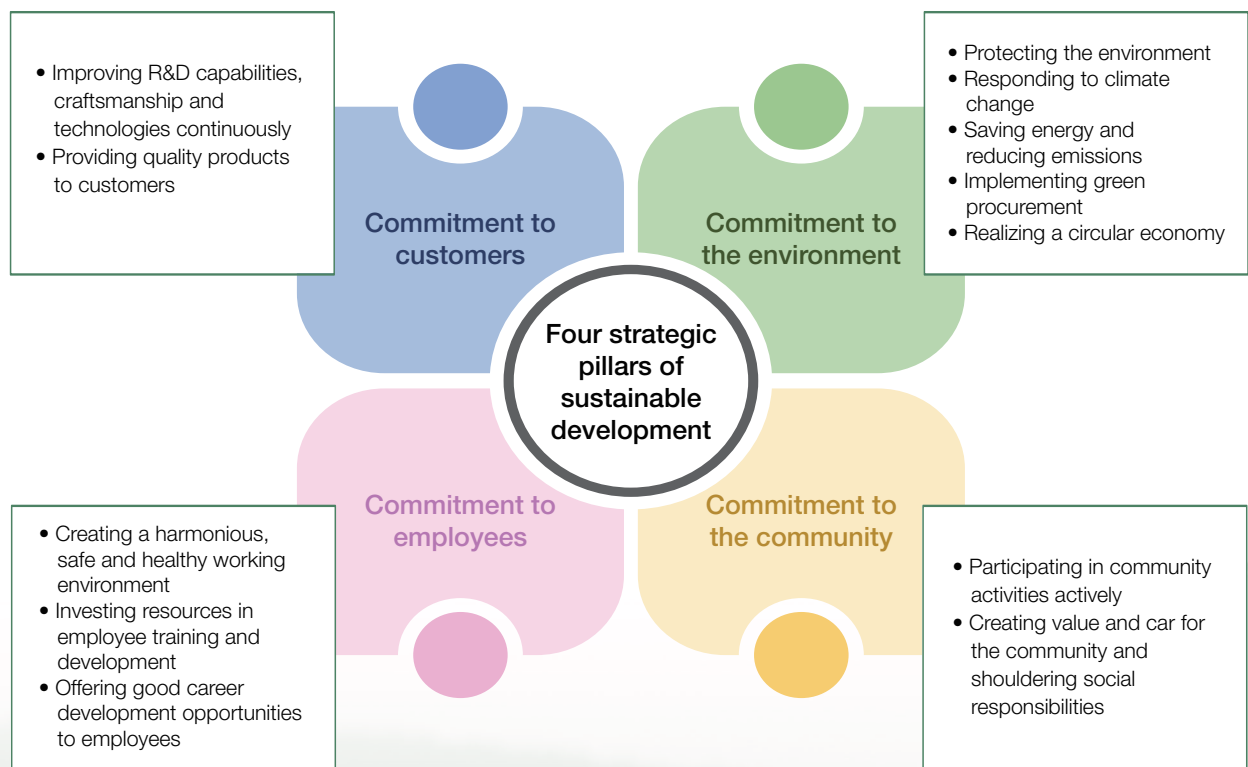 • Improving R&D capabilities,
craftsmanship and
technologies continuously
• Providing quality products
to customers
Commitment to
customers
• Protecting the environment
• Responding to climate
change
• Saving energy and
reducing emissions
• Implementing green
procurement
• Realizing a circular economy
Commitment to
the environment
Four strategic
pillars of
sustainable
development
Commitment to
employees
• Creating a harmonious,
safe and healthy working
environment
• Investing resources in
employee training and
development
• Offering good career
development opportunities
to employees
Commitment to
the community
• Participating in community
activities actively
• Creating value and car for
the community and
shouldering social
responsibilities